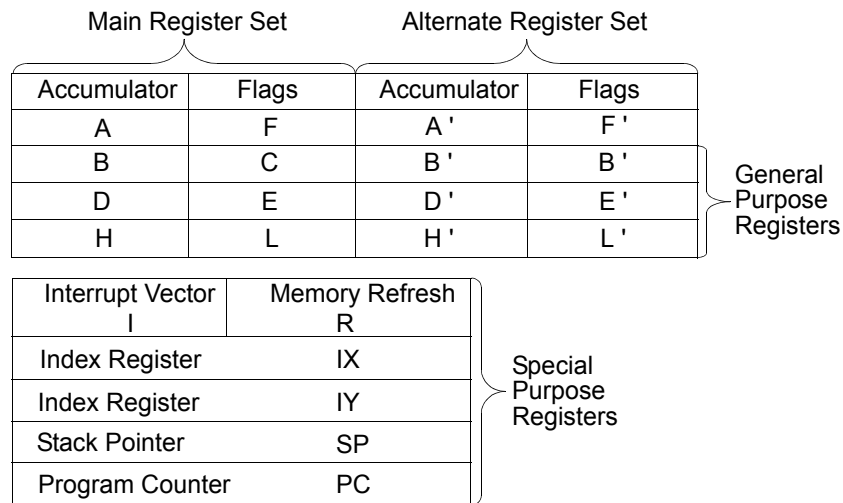 Main Register Set Alternate Register Set
Accumulator Flags Accumulator Flags
A F A ' F '
B C B ' B '
D E D ' E '
H L H ' L '
General
Purpose
Registers
Interrupt Vector Memory Refresh
I R
Index Register IX
Index Register IY
Stack Pointer SP
Program Counter PC
Special
Purpose
Registers